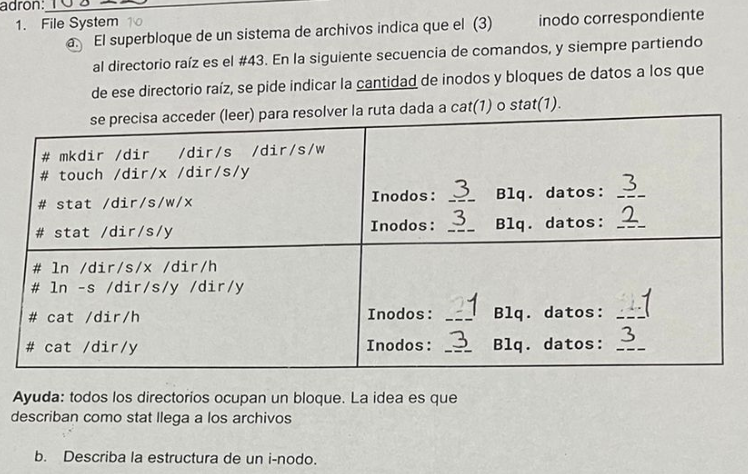 adron:
1. File System 10
a. El superbloque de un sistema de archivos indica que el (3) inodo correspondiente
al directorio raíz es el #43. En la siguiente secuencia de comandos, y siempre partiendo
de ese directorio raíz, se pide indicar la cantidad de inodos y bloques de datos a los que
se precisa acceder (leer) para resolver la ruta dada a cat(1) o stat(1).
# mkdir /dir /dir/s /dir/s/w
# touch /dir/x /dir/s/y
# stat /dir/s/w/x Inodos: 3 Blq. datos: 3
# stat /dir/s/y Inodos: 3 Blq. datos: 2
# ln /dir/s/x /dir/h
# ln -s /dir/s/y /dir/y
# cat /dir/h Inodos: 1 Blq. datos: 1
# cat /dir/y Inodos: 3 Blq. datos: 3
Ayuda: todos los directorios ocupan un bloque. La idea es que
describan como stat llega a los archivos
b. Describa la estructura de un i-nodo.